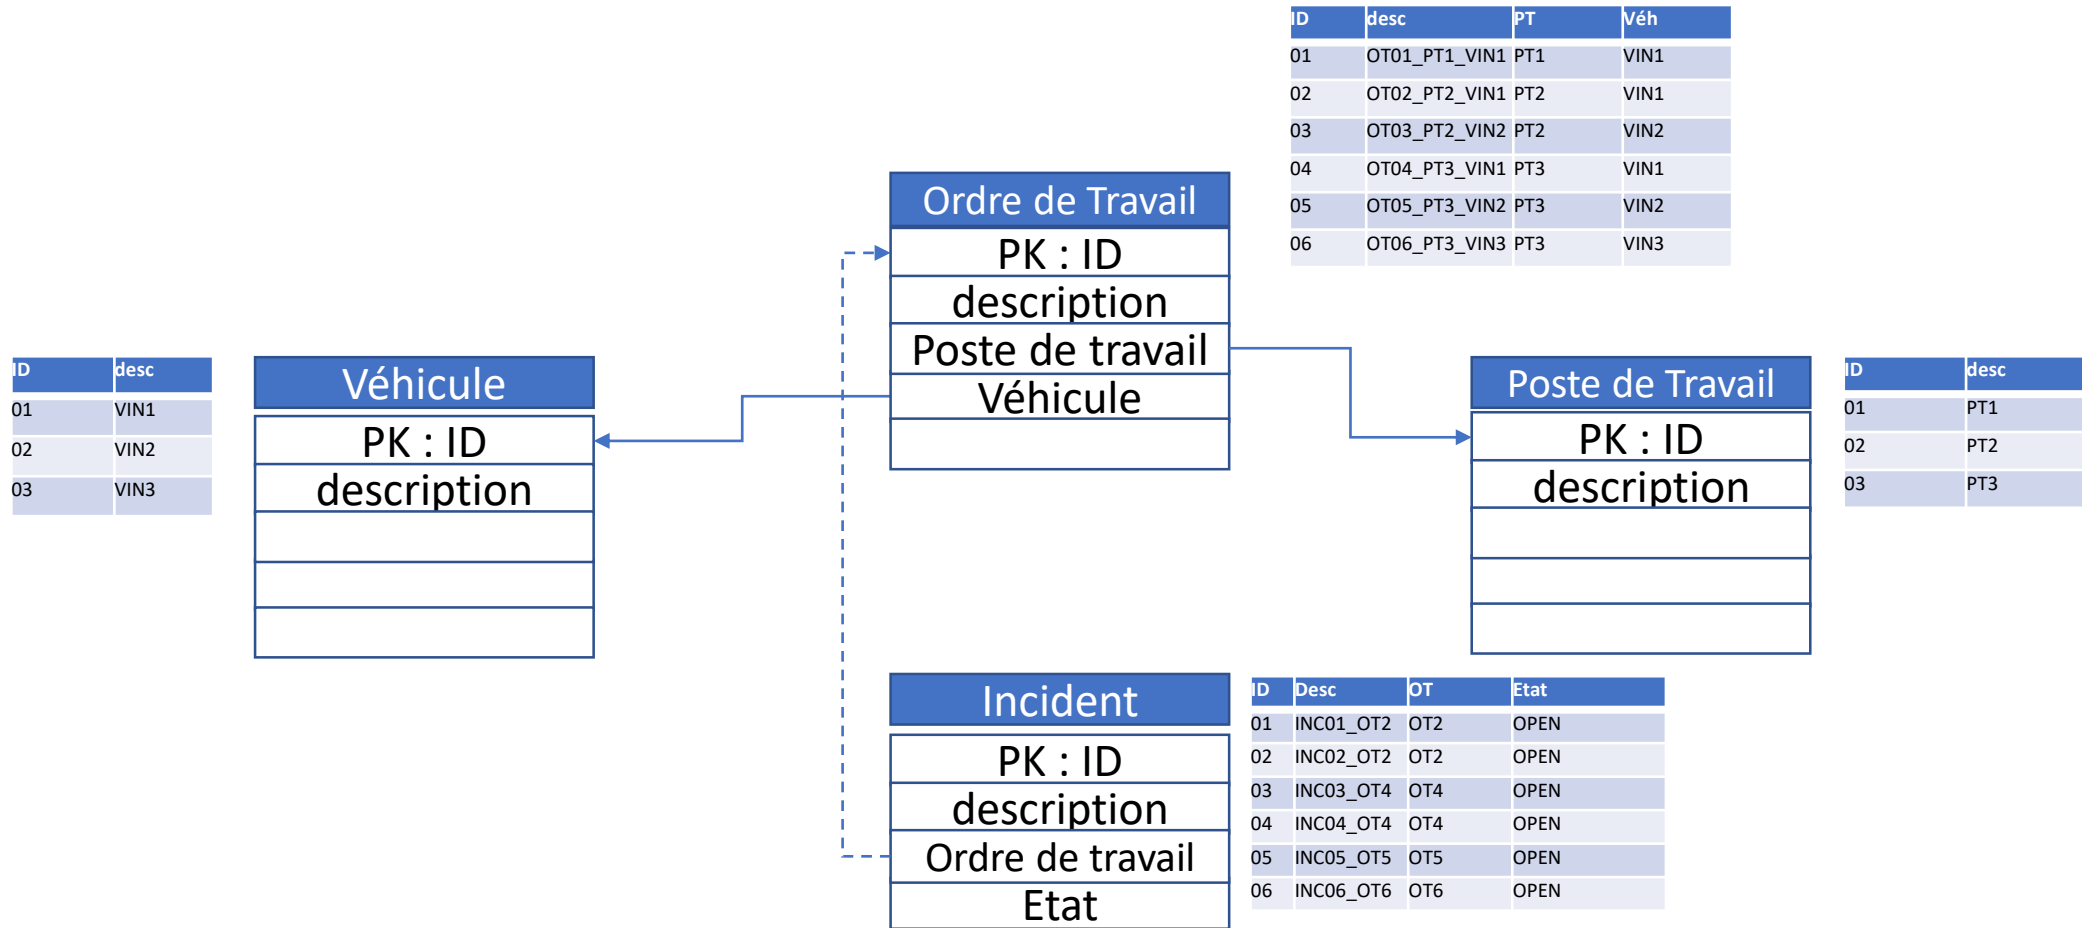 ID desc PT Véh
01 OT01_PT1_VIN1 PT1 VIN1
02 OT02_PT2_VIN1 PT2 VIN1
03 OT03_PT2_VIN2 PT2 VIN2
04 OT04_PT3_VIN1 PT3 VIN1
05 OT05_PT3_VIN2 PT3 VIN2
06 OT06_PT3_VIN3 PT3 VIN3
Ordre de Travail
PK : ID
description
Poste de travail
Véhicule
ID desc
01 VIN1
02 VIN2
03 VIN3
Véhicule
PK : ID
description
Poste de Travail
PK : ID
description
ID desc
01 PT1
02 PT2
03 PT3
Incident
PK : ID
description
Ordre de travail
Etat
ID Desc OT Etat
01 INC01_OT2 OT2 OPEN
02 INC02_OT2 OT2 OPEN
03 INC03_OT4 OT4 OPEN
04 INC04_OT4 OT4 OPEN
05 INC05_OT5 OT5 OPEN
06 INC06_OT6 OT6 OPEN